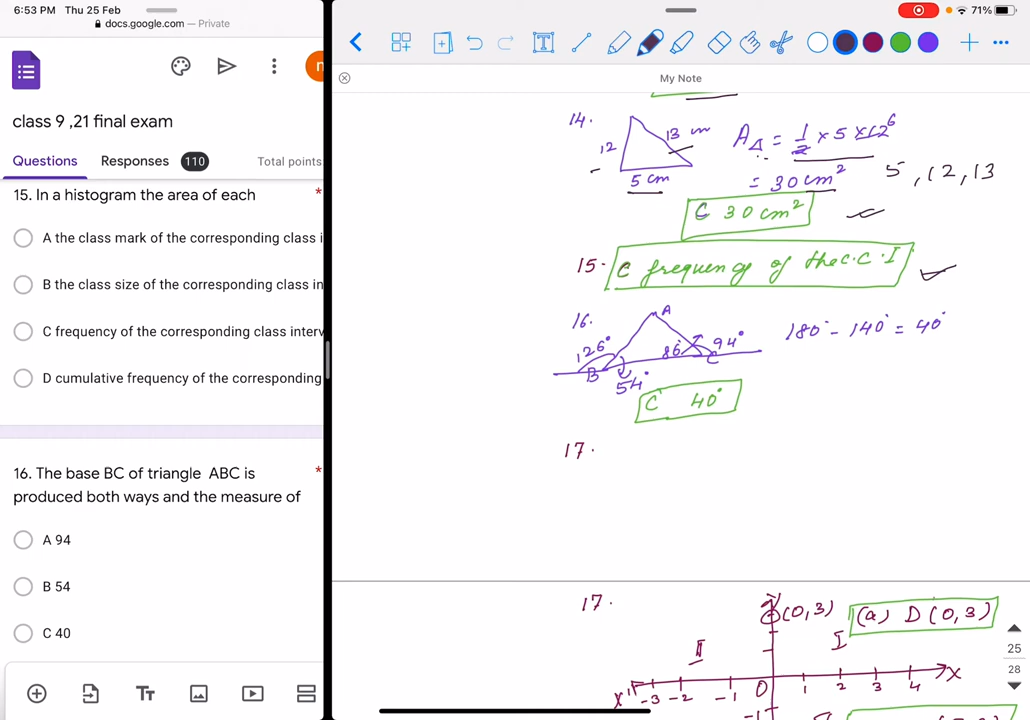 6:53 PM Thu 25 Feb
71%
docs.google.com — Private
class 9 ,21 final exam
Questions
Responses 110
Total points
15. In a histogram the area of each *
A the class mark of the corresponding class i
B the class size of the corresponding class in
C frequency of the corresponding class interv
D cumulative frequency of the corresponding
16. The base BC of triangle ABC is *
produced both ways and the measure of
A 94
B 54
C 40
My Note
14.
12
13 cm
5 cm
A△ = 1/2 × 5 × 12 6
= 30 cm²
5, 12, 13
C 30 cm²
15. C frequency of the C.C.I
16.
A
126°
86°
94°
B
C
54°
180° - 140° = 40°
C 40°
17.
17.
(0,3)
(a) D (0,3)
II
I
X' -3 -2 -1 0 1 2 3 4 X
-1
25
28